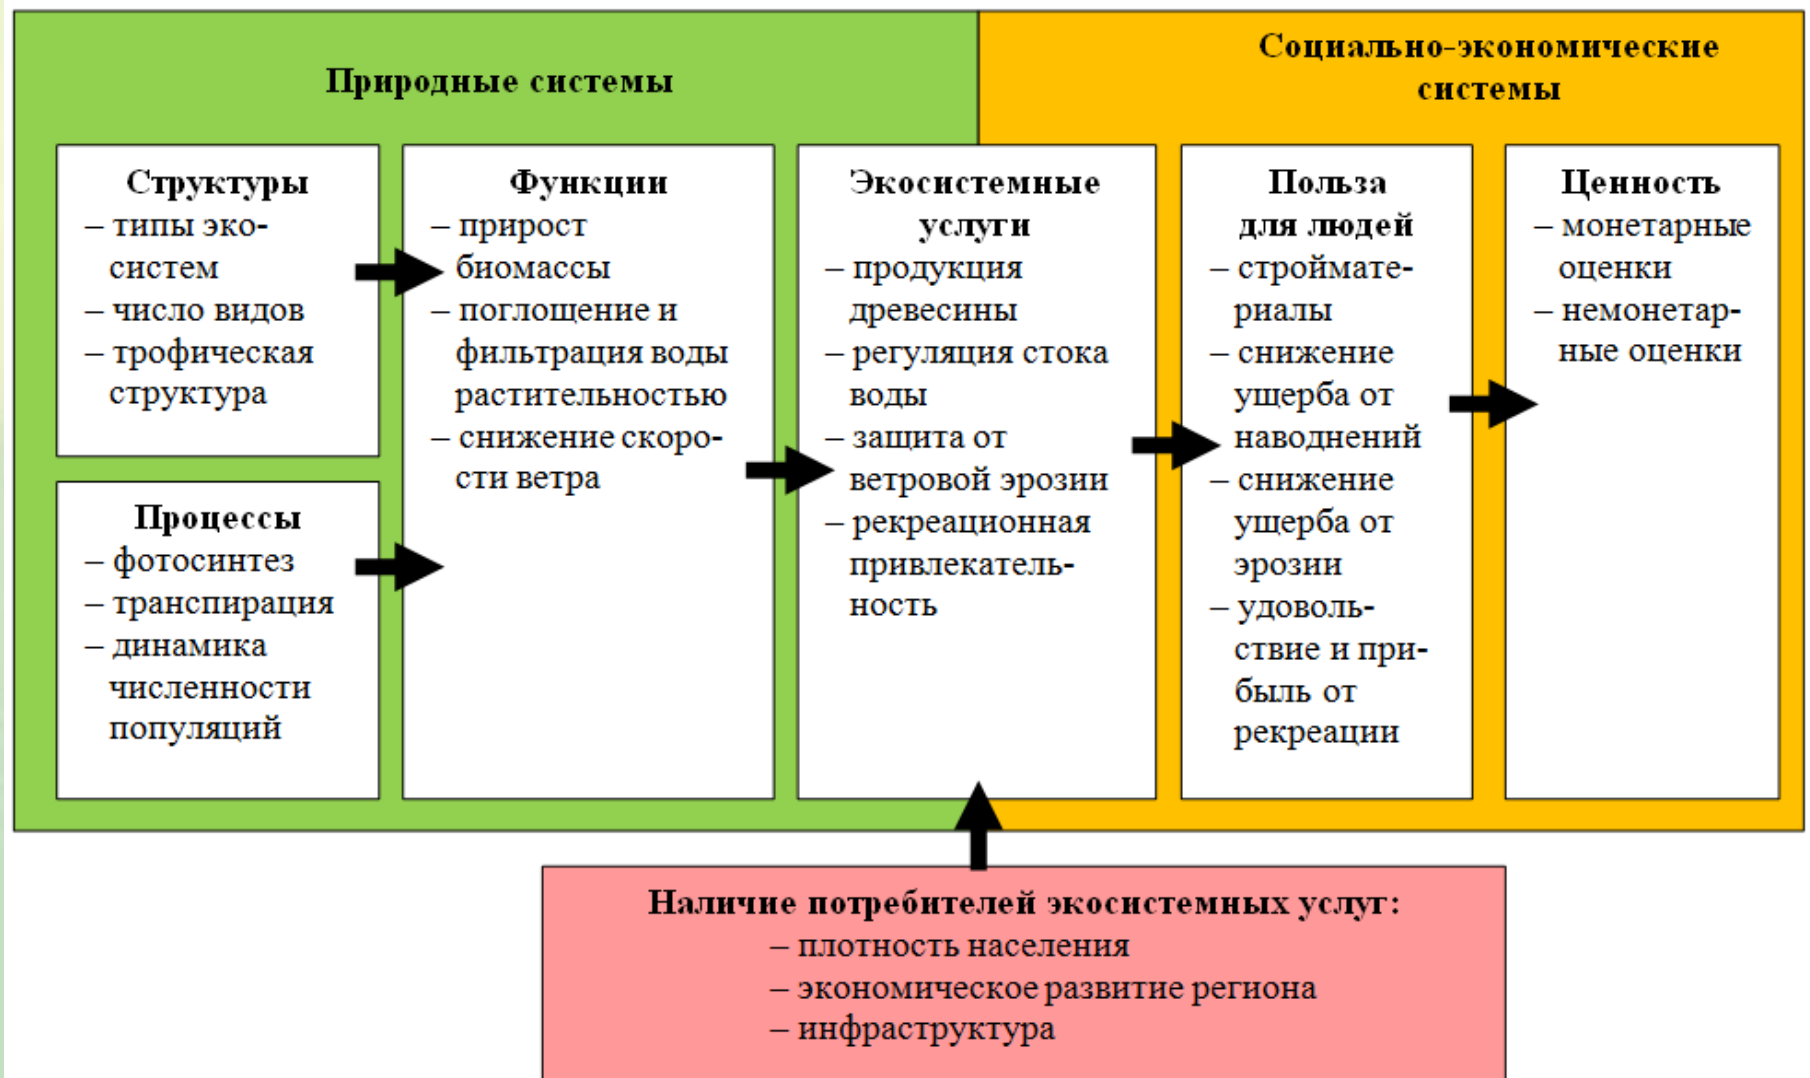 Природные системы
Социально-экономические
системы
Структуры
– типы эко-
систем
– число видов
– трофическая
структура
Процессы
– фотосинтез
– транспирация
– динамика
численности
популяций
Функции
– прирост
биомассы
– поглощение и
фильтрация воды
растительностью
– снижение скоро-
сти ветра
Экосистемные
услуги
– продукция
древесины
– регуляция стока
воды
– защита от
ветровой эрозии
– рекреационная
привлекатель-
ность
Польза
для людей
– строймате-
риалы
– снижение
ущерба от
наводнений
– снижение
ущерба от
эрозии
– удоволь-
ствие и при-
быль от
рекреации
Ценность
– монетарные
оценки
– немонетар-
ные оценки
Наличие потребителей экосистемных услуг:
– плотность населения
– экономическое развитие региона
– инфраструктура